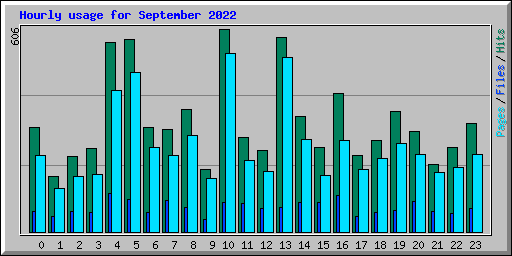 Hourly usage for September 2022
606
Pages/Files/Hits
0 1 2 3 4 5 6 7 8 9 10 11 12 13 14 15 16 17 18 19 20 21 22 23